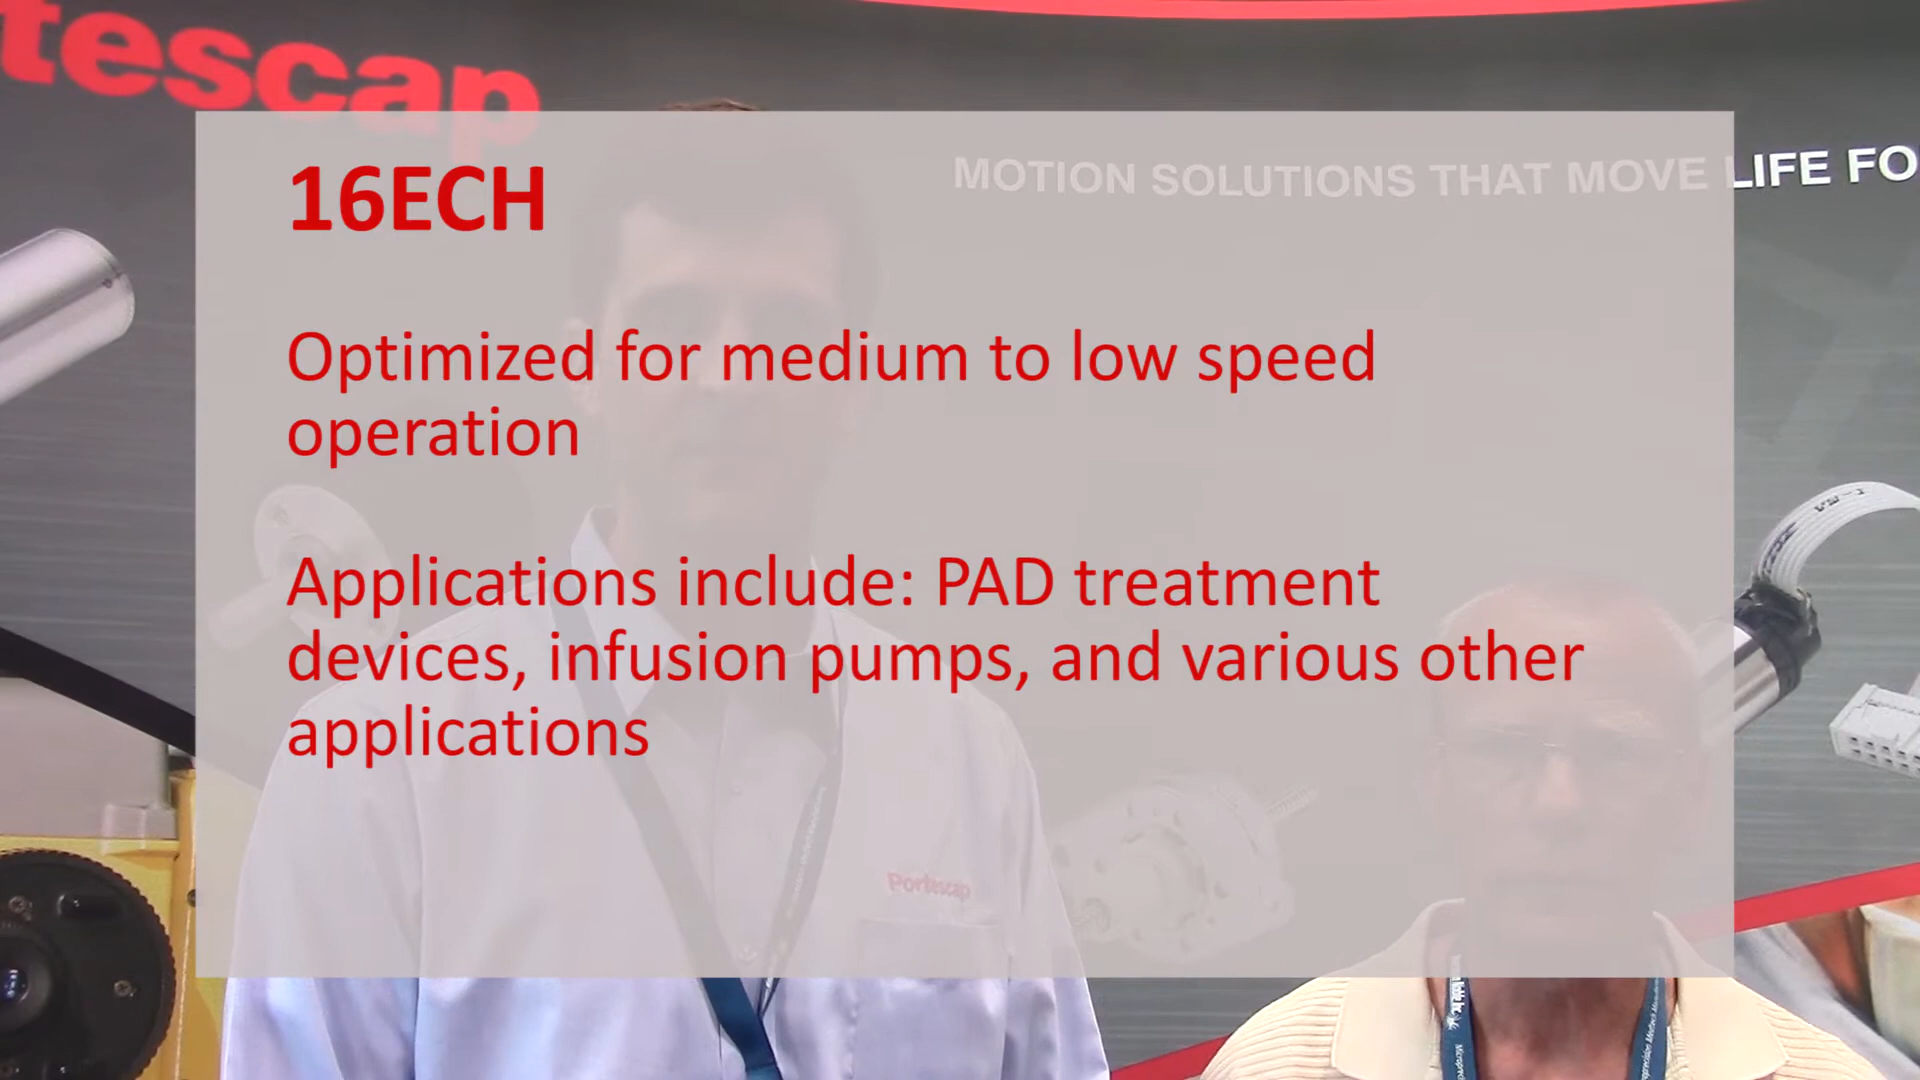 tescap
MOTION SOLUTIONS THAT MOVE LIFE FO
16ECH
Optimized for medium to low speed
operation
Applications include: PAD treatment
devices, infusion pumps, and various other
applications
Portescap